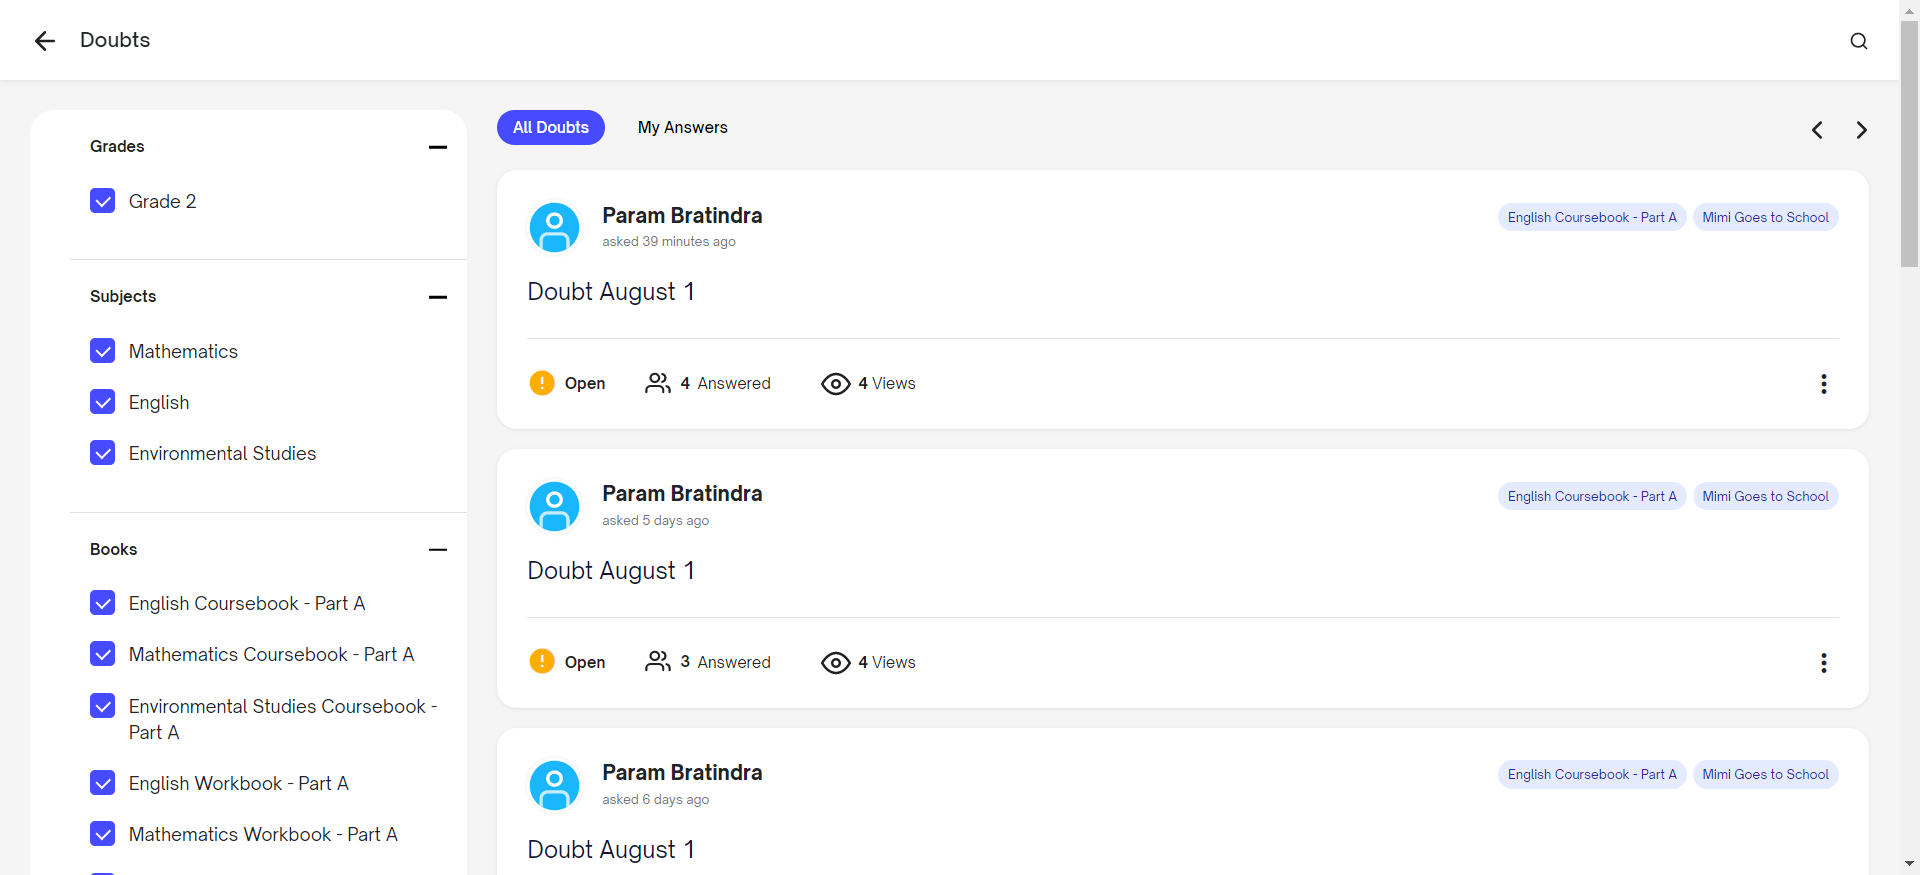 Doubts
Grades
Grade 2
Subjects
Mathematics
English
Environmental Studies
Books
English Coursebook - Part A
Mathematics Coursebook - Part A
Environmental Studies Coursebook -
Part A
English Workbook - Part A
Mathematics Workbook - Part A
All Doubts
My Answers
Param Bratindra
asked 39 minutes ago
English Coursebook - Part A
Mimi Goes to School
Doubt August 1
Open
4 Answered
4 Views
Param Bratindra
asked 5 days ago
English Coursebook - Part A
Mimi Goes to School
Doubt August 1
Open
3 Answered
4 Views
Param Bratindra
asked 6 days ago
English Coursebook - Part A
Mimi Goes to School
Doubt August 1